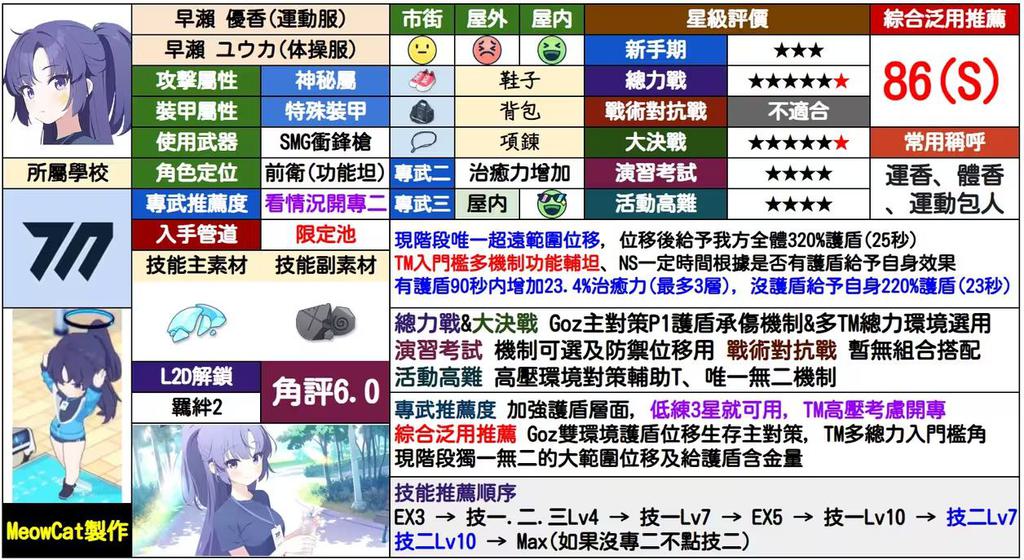 早瀬 優香(運動服)
早瀬 ユウカ(体操服)
攻擊屬性 神秘屬
裝甲屬性 特殊裝甲
使用武器 SMG衝鋒槍
所屬學校
角色定位 前衛(功能坦)
專武推薦度 看情況開專二
入手管道 限定池
技能主素材 技能副素材
L2D解鎖
羈絆2
角評6.0
MeowCat製作
市街 屋外 屋內
鞋子
背包
項鍊
專武二 治癒力增加
專武三 屋內
星級評價
新手期 ★★★
總力戰 ★★★★★★
戰術對抗戰 不適合
大決戰 ★★★★★★
演習考試 ★★★★
活動高難 ★★★★
綜合泛用推薦
86(S)
常用稱呼
運香、體香
、運動包人
現階段唯一超遠範圍位移, 位移後給予我方全體320%護盾(25秒)
TM入門檻多機制功能輔坦、NS一定時間根據是否有護盾給予自身效果
有護盾90秒內增加23.4%治癒力(最多3層), 沒護盾給予自身220%護盾(23秒)
總力戰&大決戰 Goz主對策P1護盾承傷機制&多TM總力環境選用
演習考試 機制可選及防禦位移用 戰術對抗戰 暫無組合搭配
活動高難 高壓環境對策輔助T、唯一無二機制
專武推薦度 加強護盾層面, 低練3星就可用, TM高壓考慮開專
綜合泛用推薦 Goz雙環境護盾位移生存主對策, TM多總力入門檻角
現階段獨一無二的大範圍位移及給護盾含金量
技能推薦順序
EX3 → 技一.二.三Lv4 → 技一Lv7 → EX5 → 技一Lv10 → 技二Lv7
技二Lv10 → Max(如果沒專二不點技二)